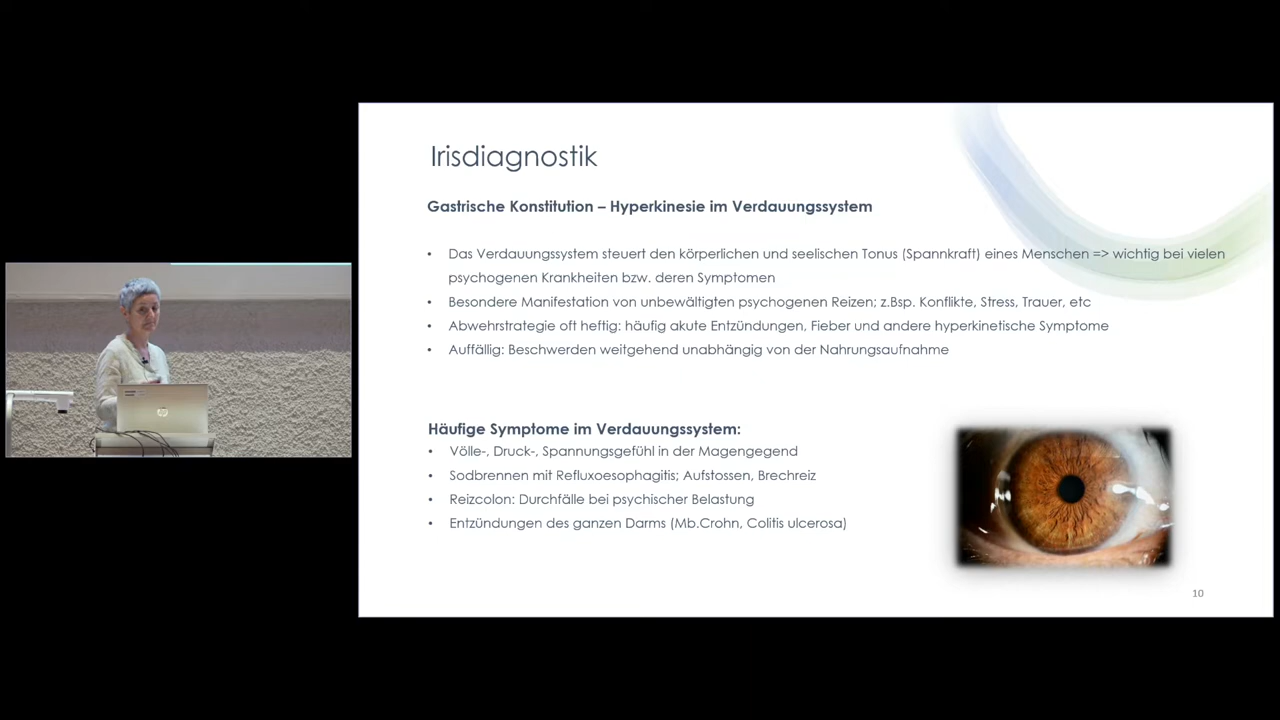 Irisdiagnostik
Gastrische Konstitution – Hyperkinesie im Verdauungssystem
• Das Verdauungssystem steuert den körperlichen und seelischen Tonus (Spannkraft) eines Menschen => wichtig bei vielen
psychogenen Krankheiten bzw. deren Symptomen
• Besondere Manifestation von unbewältigten psychogenen Reizen; z.Bsp. Konflikte, Stress, Trauer, etc
• Abwehrstrategie oft heftig: häufig akute Entzündungen, Fieber und andere hyperkinetische Symptome
• Auffällig: Beschwerden weitgehend unabhängig von der Nahrungsaufnahme
Häufige Symptome im Verdauungssystem:
• Völle-, Druck-, Spannungsgefühl in der Magengegend
• Sodbrennen mit Refluxoesophagitis; Aufstossen, Brechreiz
• Reizcolon: Durchfälle bei psychischer Belastung
• Entzündungen des ganzen Darms (Mb.Crohn, Colitis ulcerosa)
10
hp